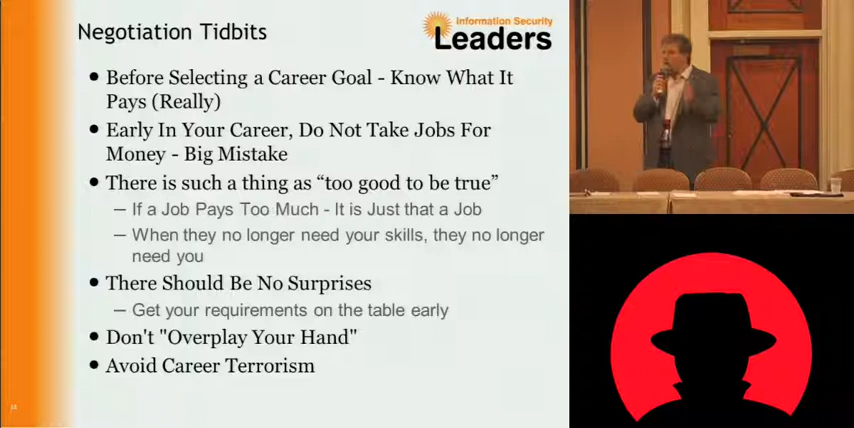 Negotiation Tidbits
Information Security
Leaders
• Before Selecting a Career Goal - Know What It
Pays (Really)
• Early In Your Career, Do Not Take Jobs For
Money - Big Mistake
• There is such a thing as “too good to be true”
– If a Job Pays Too Much - It is Just that a Job
– When they no longer need your skills, they no longer
need you
• There Should Be No Surprises
– Get your requirements on the table early
• Don't "Overplay Your Hand"
• Avoid Career Terrorism